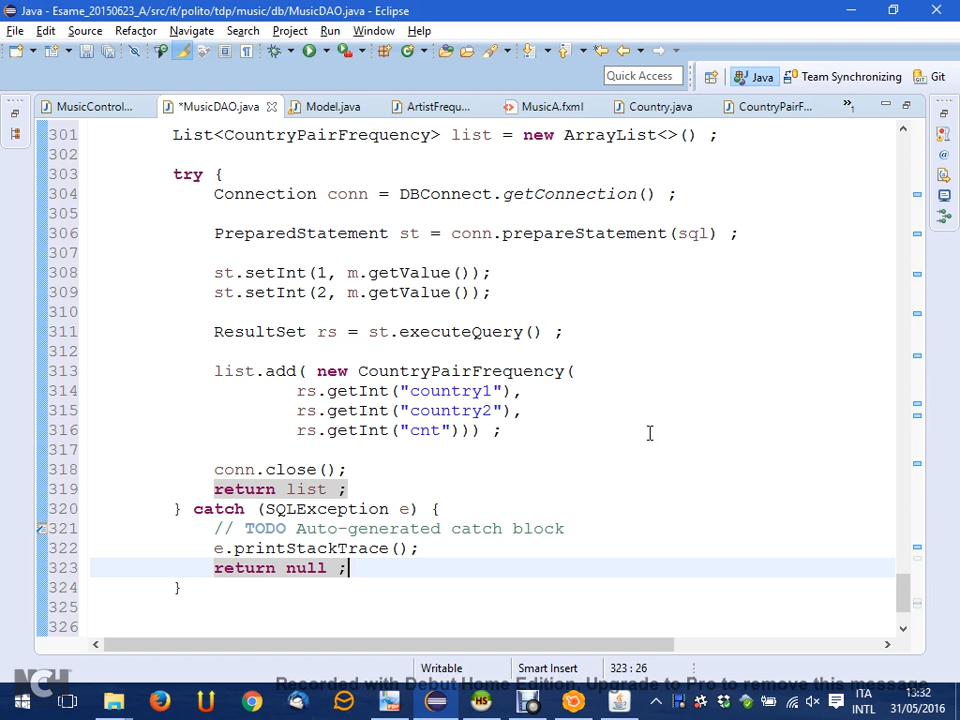 Java - Esame_20150623_A/src/it/polito/tdp/music/db/MusicDAO.java - Eclipse
File Edit Source Refactor Navigate Search Project Run Window Help
Quick Access Java Team Synchronizing Git
MusicControl... *MusicDAO.java Model.java ArtistFrequ... MusicA.fxml Country.java CountryPairF... »1
301 List<CountryPairFrequency> list = new ArrayList<>() ;
302
303 try {
304 Connection conn = DBConnect.getConnection() ;
305
306 PreparedStatement st = conn.prepareStatement(sql) ;
307
308 st.setInt(1, m.getValue());
309 st.setInt(2, m.getValue());
310
311 ResultSet rs = st.executeQuery() ;
312
313 list.add( new CountryPairFrequency(
314 rs.getInt("country1"),
315 rs.getInt("country2"),
316 rs.getInt("cnt"))) ;
317
318 conn.close();
319 return list ;
320 } catch (SQLException e) {
321 // TODO Auto-generated catch block
322 e.printStackTrace();
323 return null ;
324 }
325
326
Writable Smart Insert 323 : 26
NCH Recorded with Debut Home Edition. Upgrade to Pro to remove this message
HS ITA 13:32
INTL 31/05/2016